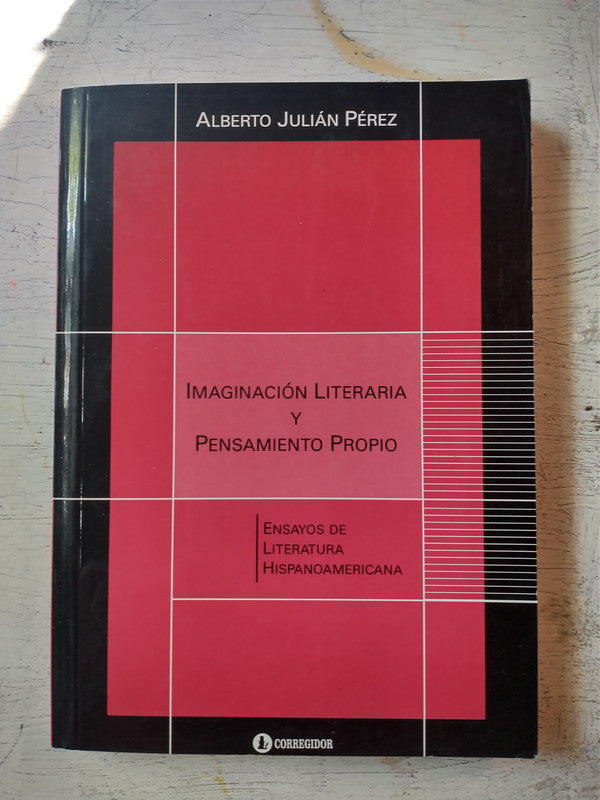 ALBERTO JULIÁN PÉREZ
IMAGINACIÓN LITERARIA
Y
PENSAMIENTO PROPIO
ENSAYOS DE
LITERATURA
HISPANOAMERICANA
CORREGIDOR